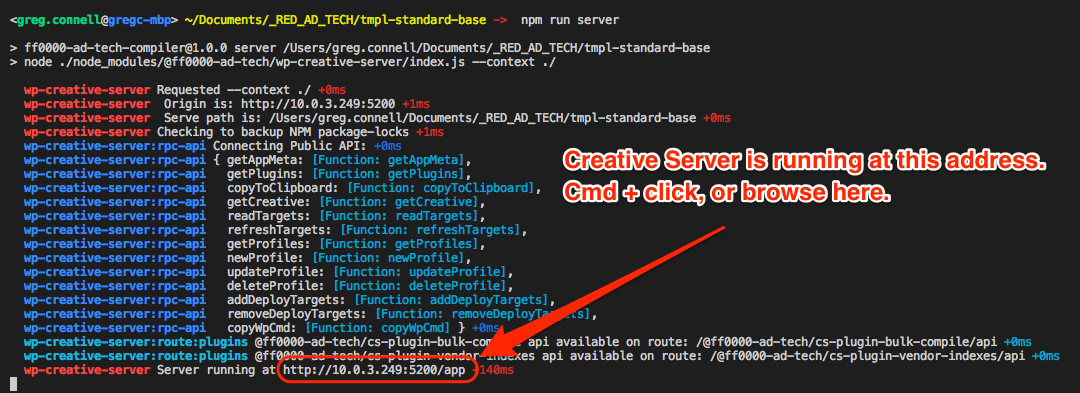 <greg.connell@gregc-mbp> ~/Documents/_RED_AD_TECH/tmpl-standard-base —> npm run server
> ff0000-ad-tech-compiler@1.0.0 server /Users/greg.connell/Documents/_RED_AD_TECH/tmpl-standard-base
> node ./node_modules/@ff0000-ad-tech/wp-creative-server/index.js --context ./
wp-creative-server Requested --context ./ +0ms
wp-creative-server  Origin is: http://10.0.3.249:5200 +1ms
wp-creative-server  Serve path is: /Users/greg.connell/Documents/_RED_AD_TECH/tmpl-standard-base +0ms
wp-creative-server Checking to backup NPM package-locks +1ms
wp-creative-server:rpc-api Connecting Public API: +0ms
wp-creative-server:rpc-api { getAppMeta: [Function: getAppMeta],
wp-creative-server:rpc-api   getPlugins: [Function: getPlugins],
wp-creative-server:rpc-api   copyToClipboard: [Function: copyToClipboard],
wp-creative-server:rpc-api   getCreative: [Function: getCreative],
wp-creative-server:rpc-api   readTargets: [Function: readTargets],
wp-creative-server:rpc-api   refreshTargets: [Function: refreshTargets],
wp-creative-server:rpc-api   getProfiles: [Function: getProfiles],
wp-creative-server:rpc-api   newProfile: [Function: newProfile],
wp-creative-server:rpc-api   updateProfile: [Function: updateProfile],
wp-creative-server:rpc-api   deleteProfile: [Function: deleteProfile],
wp-creative-server:rpc-api   addDeployTargets: [Function: addDeployTargets],
wp-creative-server:rpc-api   removeDeployTargets: [Function: removeDeployTargets],
wp-creative-server:rpc-api   copyWpCmd: [Function: copyWpCmd] } +0ms
wp-creative-server:route:plugins @ff0000-ad-tech/cs-plugin-bulk-compile api available on route: /@ff0000-ad-tech/cs-plugin-bulk-compile/api +0ms
wp-creative-server:route:plugins @ff0000-ad-tech/cs-plugin-vendor-indexes api available on route: /@ff0000-ad-tech/cs-plugin-vendor-indexes/api +0ms
wp-creative-server Server running at http://10.0.3.249:5200/app +140ms
Creative Server is running at this address.
Cmd + click, or browse here.